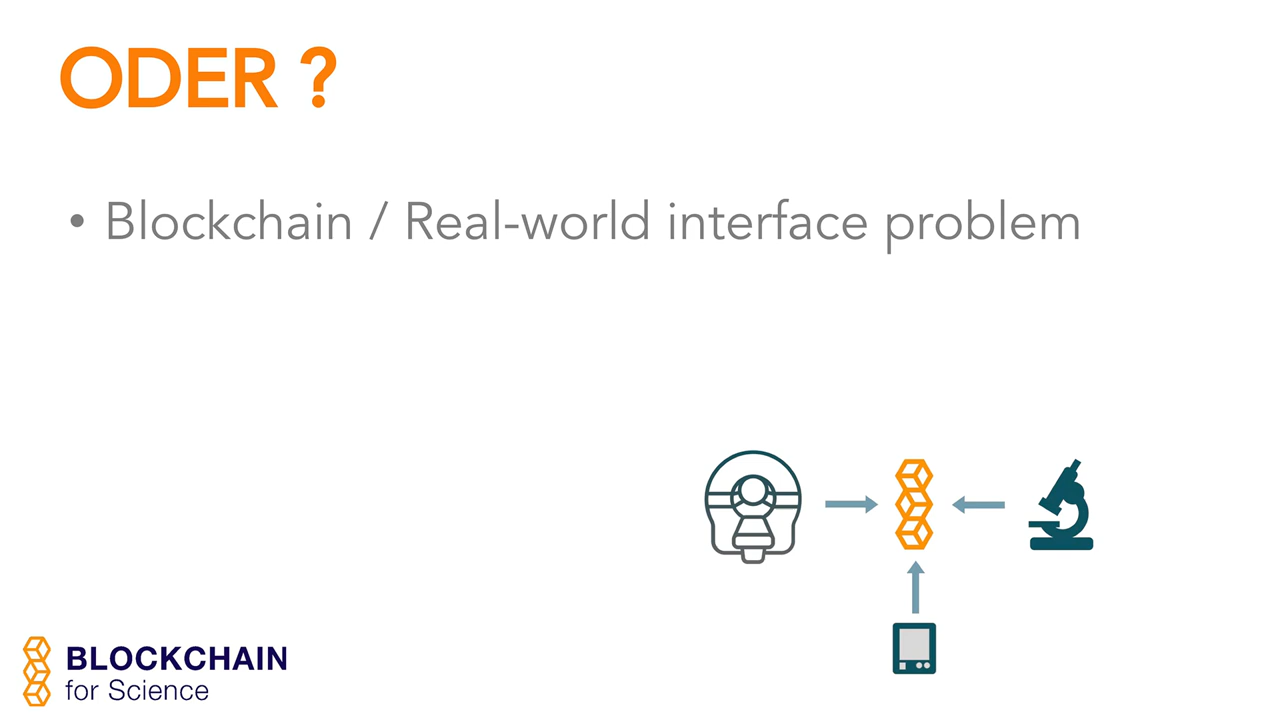 ODER ?
• Blockchain / Real-world interface problem
BLOCKCHAIN
for Science